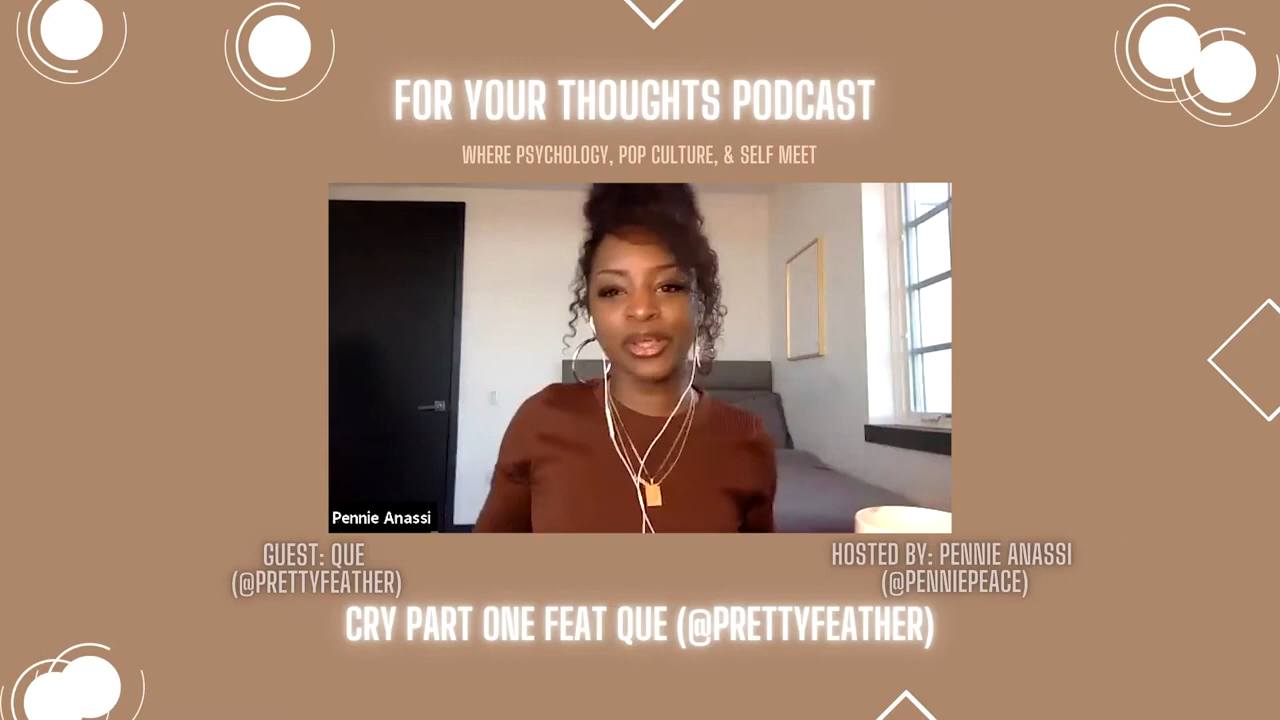 FOR YOUR THOUGHTS PODCAST
WHERE PSYCHOLOGY, POP CULTURE, & SELF MEET
Pennie Anassi
GUEST: QUE
(@PRETTYFEATHER)
HOSTED BY: PENNIE ANASSI
(@PENNIEPEACE)
CRY PART ONE FEAT QUE (@PRETTYFEATHER)